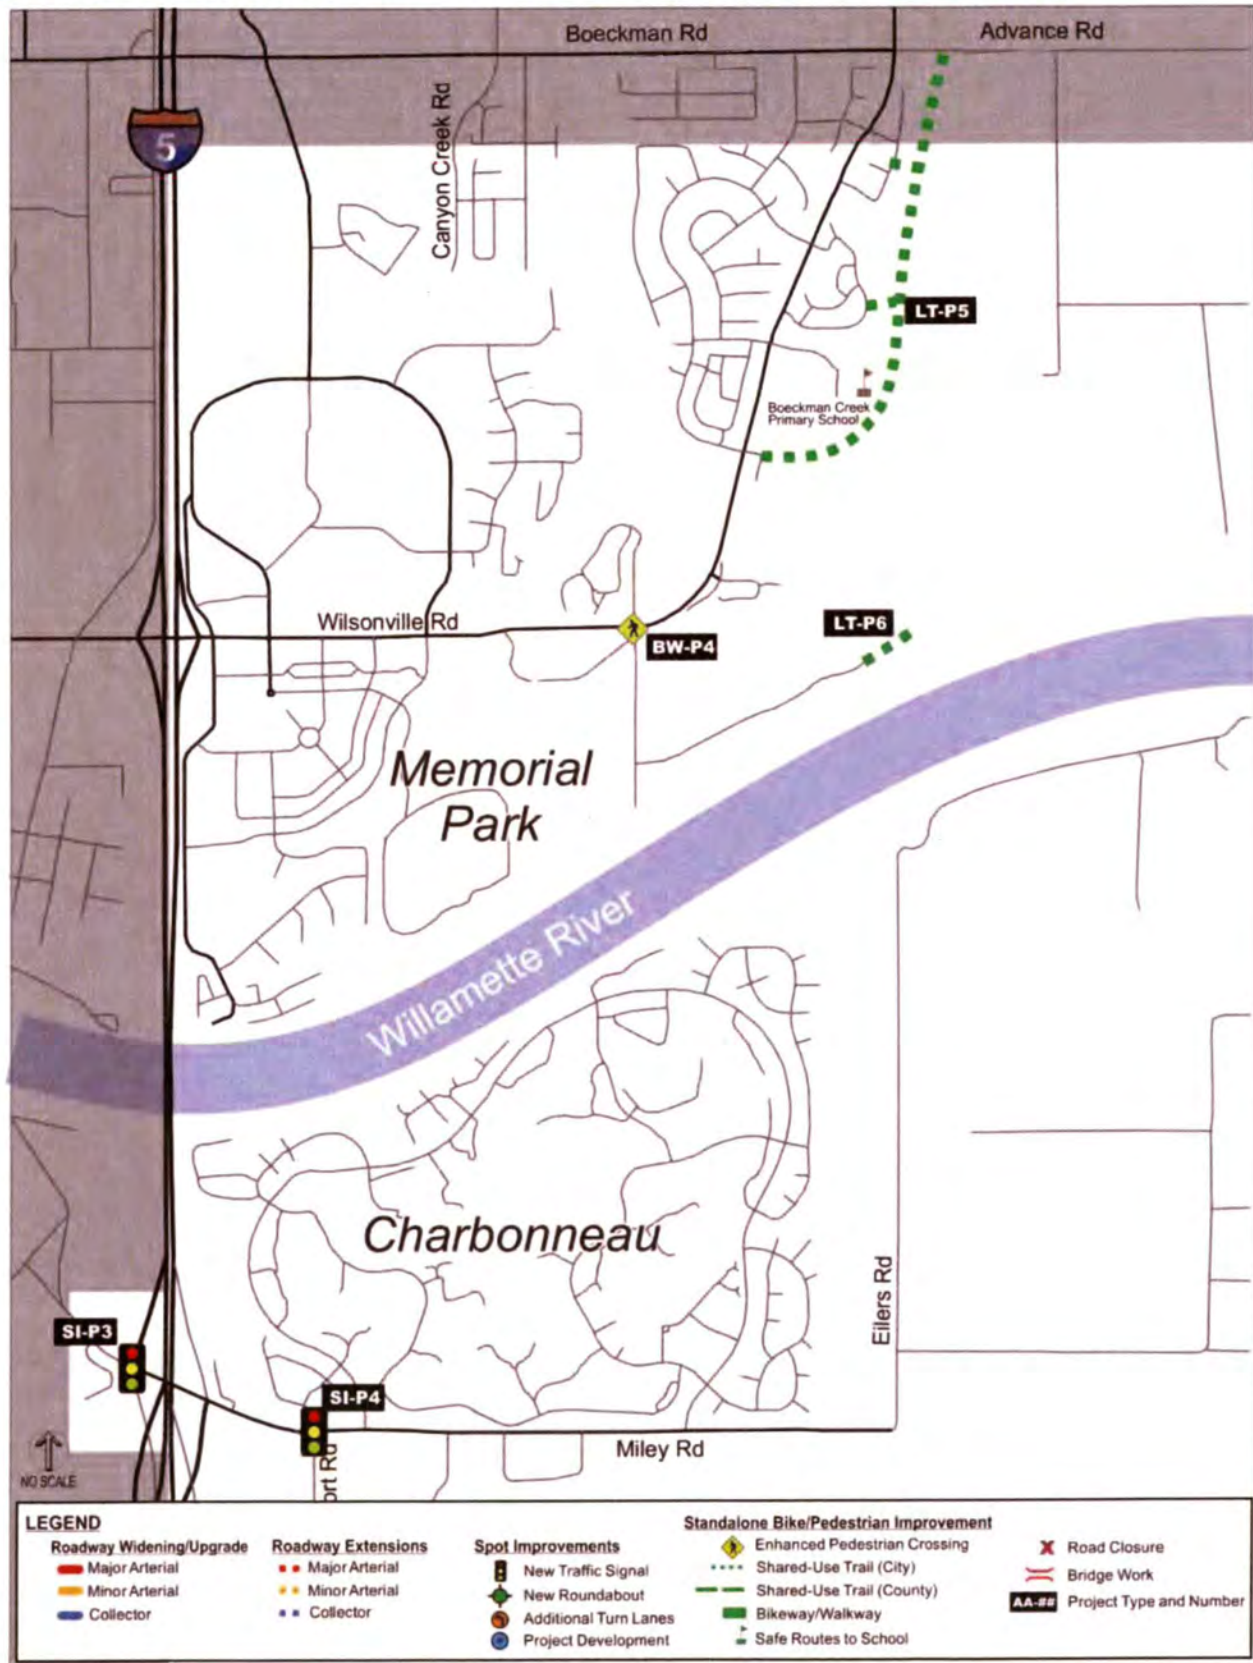 Boeckman Rd
Advance Rd
Canyon Creek Rd
5
LT-P5
Boeckman Creek
Primary School
Wilsonville Rd
LT-P6
BW-P4
Memorial
Park
Willamette River
Charbonneau
Eilers Rd
SI-P3
SI-P4
Miley Rd
ort Rd
NO SCALE
LEGEND
Roadway Widening/Upgrade
Major Arterial
Minor Arterial
Collector
Roadway Extensions
Major Arterial
Minor Arterial
Collector
Spot Improvements
New Traffic Signal
New Roundabout
Additional Turn Lanes
Project Development
Standalone Bike/Pedestrian Improvement
Enhanced Pedestrian Crossing
Shared-Use Trail (City)
Shared-Use Trail (County)
Bikeway/Walkway
Safe Routes to School
Road Closure
Bridge Work
AA-## Project Type and Number